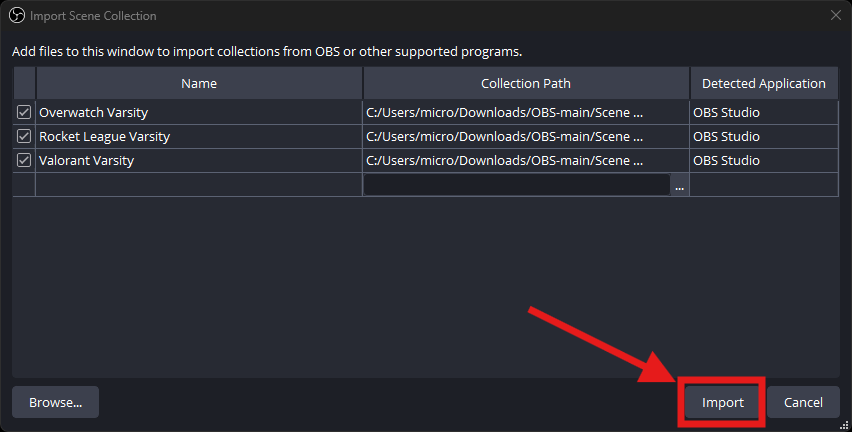 Import Scene Collection
Add files to this window to import collections from OBS or other supported programs.
Name Collection Path Detected Application
Overwatch Varsity C:/Users/micro/Downloads/OBS-main/Scene ... OBS Studio
Rocket League Varsity C:/Users/micro/Downloads/OBS-main/Scene ... OBS Studio
Valorant Varsity C:/Users/micro/Downloads/OBS-main/Scene ... OBS Studio
...
Browse... Import Cancel